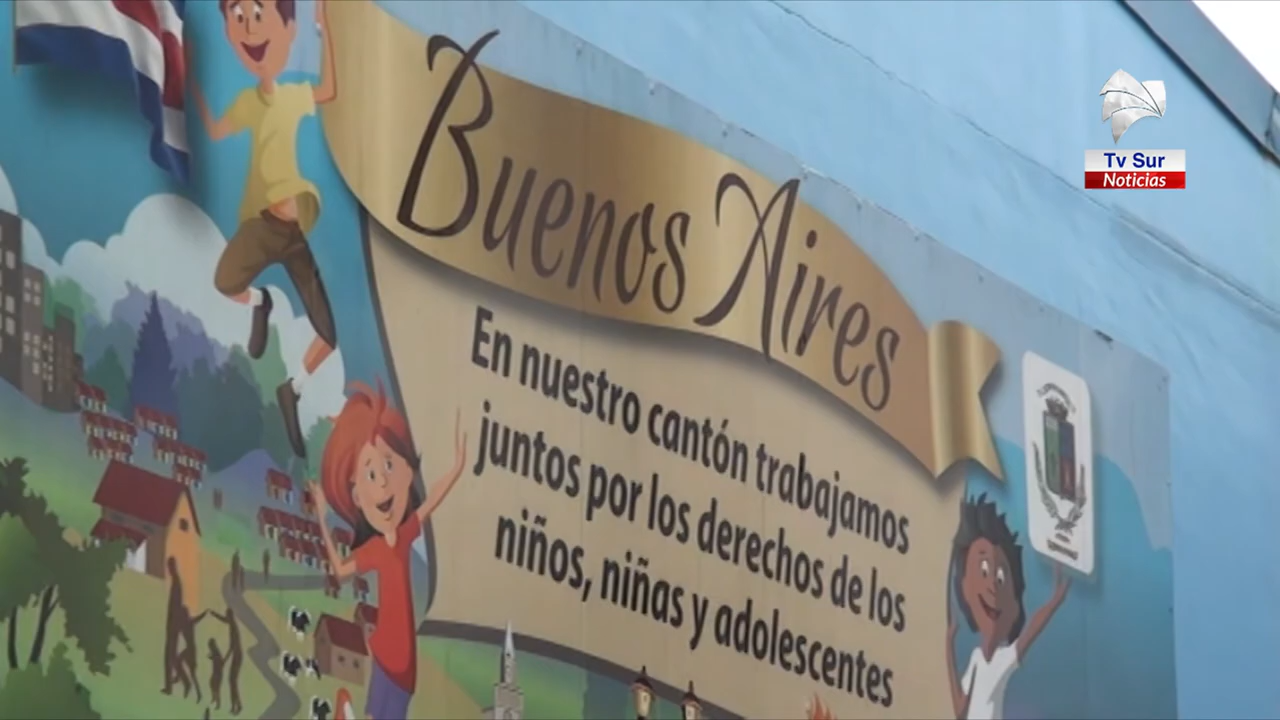 Buenos Aires
En nuestro cantón trabajamos
juntos por los derechos de los
niños, niñas y adolescentes
Tv Sur
Noticias